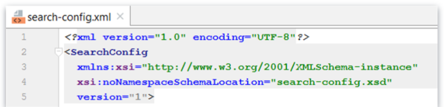 search-config.xml
1 <?xml version="1.0" encoding="UTF-8"?>
2 <SearchConfig
3 xmlns:xsi="http://www.w3.org/2001/XMLSchema-instance"
4 xsi:noNamespaceSchemaLocation="search-config.xsd"
5 version="1">